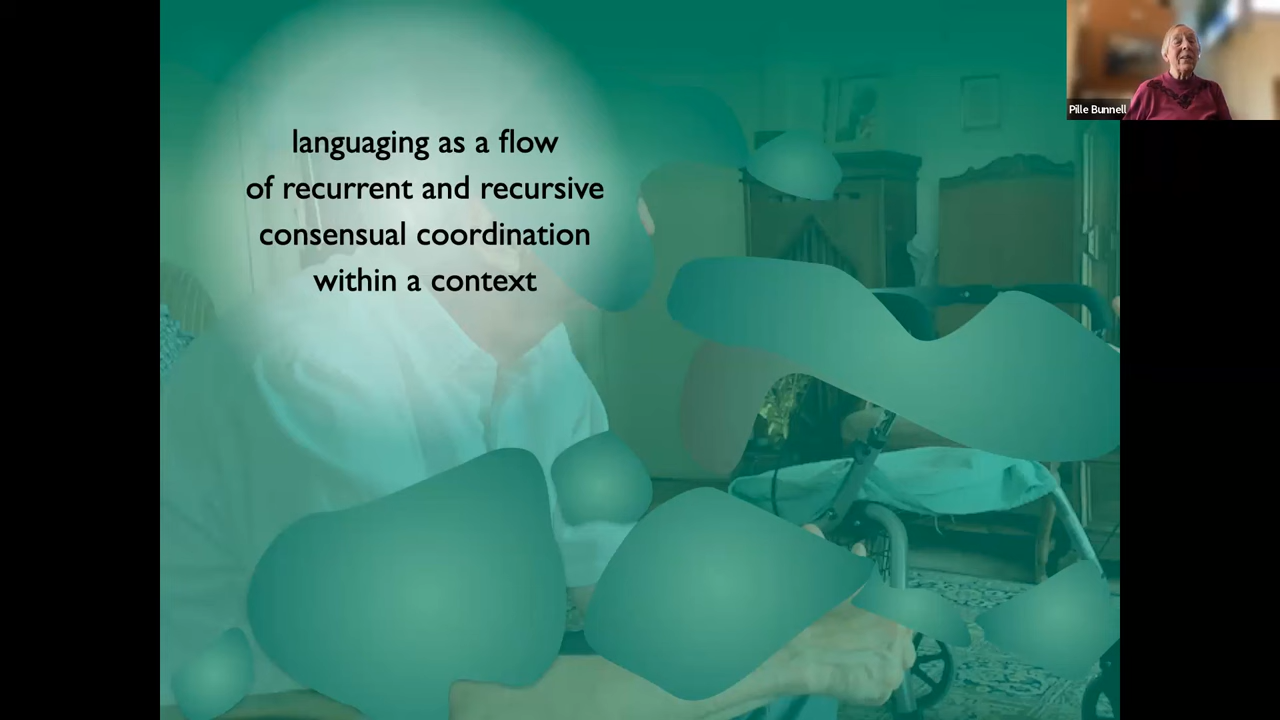 languaging as a flow
of recurrent and recursive
consensual coordination
within a context
Pille Bunnell